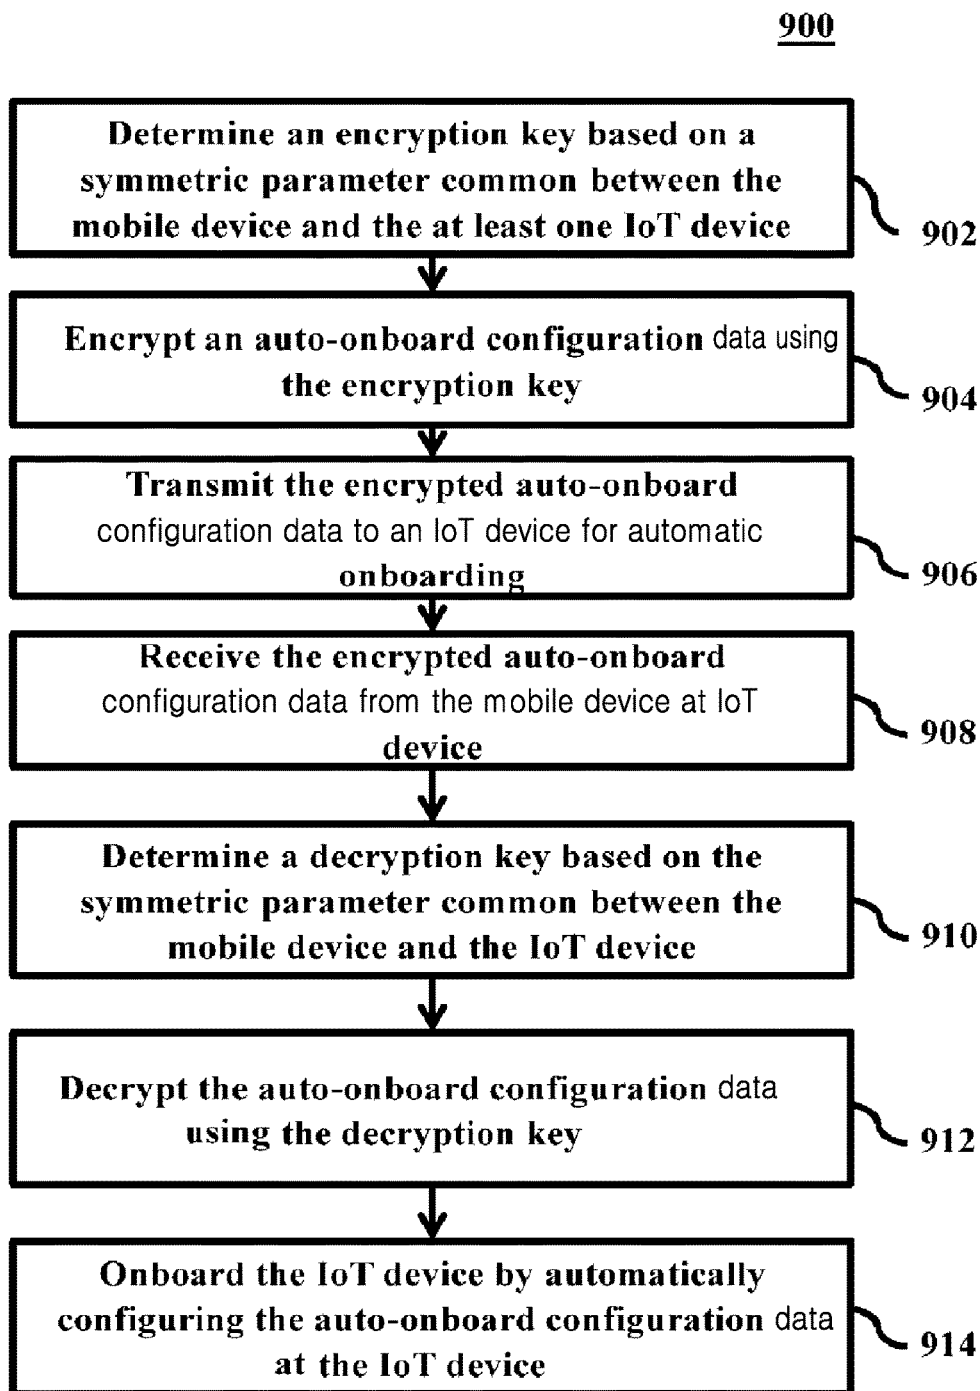 900
Determine an encryption key based on a
symmetric parameter common between the
mobile device and the at least one IoT device
902
Encrypt an auto-onboard configuration data using
the encryption key
904
Transmit the encrypted auto-onboard
configuration data to an IoT device for automatic
onboarding
906
Receive the encrypted auto-onboard
configuration data from the mobile device at IoT
device
908
Determine a decryption key based on the
symmetric parameter common between the
mobile device and the IoT device
910
Decrypt the auto-onboard configuration data
using the decryption key
912
Onboard the IoT device by automatically
configuring the auto-onboard configuration data
at the IoT device
914